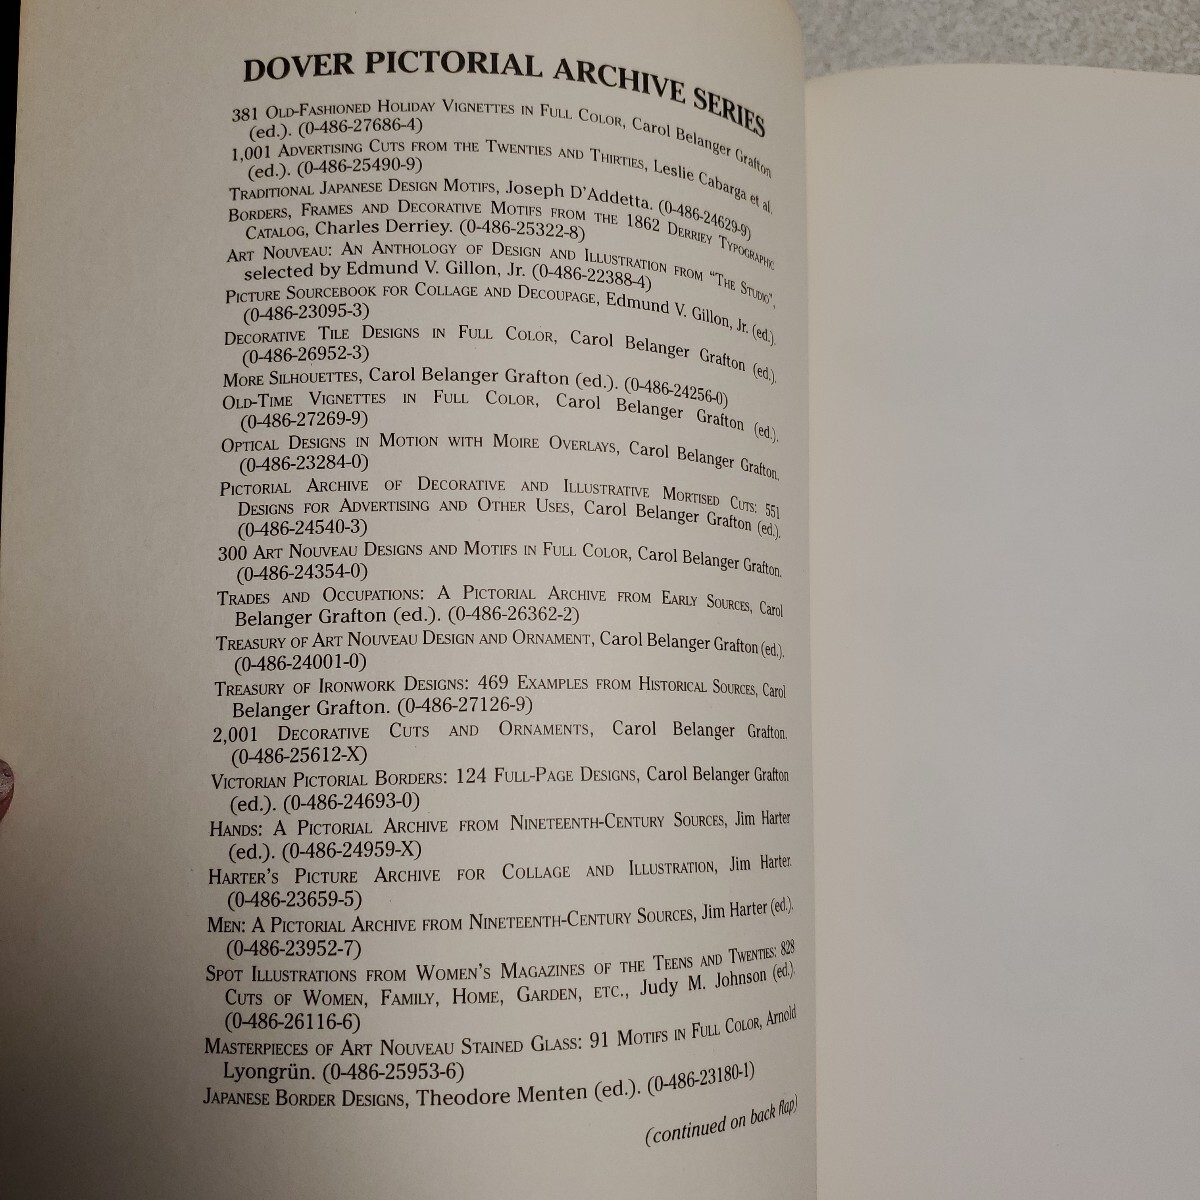 DOVER PICTORIAL ARCHIVE SERIES
381 OLD-FASHIONED HOLIDAY VIGNETTES IN FULL COLOR, Carol Belanger Grafton
(ed.). (0-486-27686-4)
1,001 ADVERTISING CUTS FROM THE TWENTIES AND THIRTIES, Leslie Cabarga et al.
(ed.). (0-486-25490-9)
TRADITIONAL JAPANESE DESIGN MOTIFS, Joseph D'Addetta. (0-486-24629-9)
BORDERS, FRAMES AND DECORATIVE MOTIFS FROM THE 1862 DERRIEY TYPOGRAPHIC
CATALOG, Charles Derriey. (0-486-25322-8)
ART NOUVEAU: AN ANTHOLOGY OF DESIGN AND ILLUSTRATION FROM "THE STUDIO",
selected by Edmund V. Gillon, Jr. (0-486-22388-4)
PICTURE SOURCEBOOK FOR COLLAGE AND DECOUPAGE, Edmund V. Gillon, Jr. (ed.).
(0-486-23095-3)
DECORATIVE TILE DESIGNS IN FULL COLOR, Carol Belanger Grafton (ed.).
(0-486-26952-3)
MORE SILHOUETTES, Carol Belanger Grafton (ed.). (0-486-24256-0)
OLD-TIME VIGNETTES IN FULL COLOR, Carol Belanger Grafton (ed.).
(0-486-27269-9)
OPTICAL DESIGNS IN MOTION WITH MOIRE OVERLAYS, Carol Belanger Grafton.
(0-486-23284-0)
PICTORIAL ARCHIVE OF DECORATIVE AND ILLUSTRATIVE MORTISED CUTS: 551
DESIGNS FOR ADVERTISING AND OTHER USES, Carol Belanger Grafton (ed.).
(0-486-24540-3)
300 ART NOUVEAU DESIGNS AND MOTIFS IN FULL COLOR, Carol Belanger Grafton.
(0-486-24354-0)
TRADES AND OCCUPATIONS: A PICTORIAL ARCHIVE FROM EARLY SOURCES, Carol
Belanger Grafton (ed.). (0-486-26362-2)
TREASURY OF ART NOUVEAU DESIGN AND ORNAMENT, Carol Belanger Grafton (ed.).
(0-486-24001-0)
TREASURY OF IRONWORK DESIGNS: 469 EXAMPLES FROM HISTORICAL SOURCES, Carol
Belanger Grafton. (0-486-27126-9)
2,001 DECORATIVE CUTS AND ORNAMENTS, Carol Belanger Grafton.
(0-486-25612-X)
VICTORIAN PICTORIAL BORDERS: 124 FULL-PAGE DESIGNS, Carol Belanger Grafton
(ed.). (0-486-24693-0)
HANDS: A PICTORIAL ARCHIVE FROM NINETEENTH-CENTURY SOURCES, Jim Harter
(ed.). (0-486-24959-X)
HARTER'S PICTURE ARCHIVE FOR COLLAGE AND ILLUSTRATION, Jim Harter.
(0-486-23659-5)
MEN: A PICTORIAL ARCHIVE FROM NINETEENTH-CENTURY SOURCES, Jim Harter (ed.).
(0-486-23952-7)
SPOT ILLUSTRATIONS FROM WOMEN'S MAGAZINES OF THE TEENS AND TWENTIES: 828
CUTS OF WOMEN, FAMILY, HOME, GARDEN, ETC., Judy M. Johnson (ed.).
(0-486-26116-6)
MASTERPIECES OF ART NOUVEAU STAINED GLASS: 91 MOTIFS IN FULL COLOR, Arnold
Lyongrün. (0-486-25953-6)
JAPANESE BORDER DESIGNS, Theodore Menten (ed.). (0-486-23180-1)
(continued on back flap)